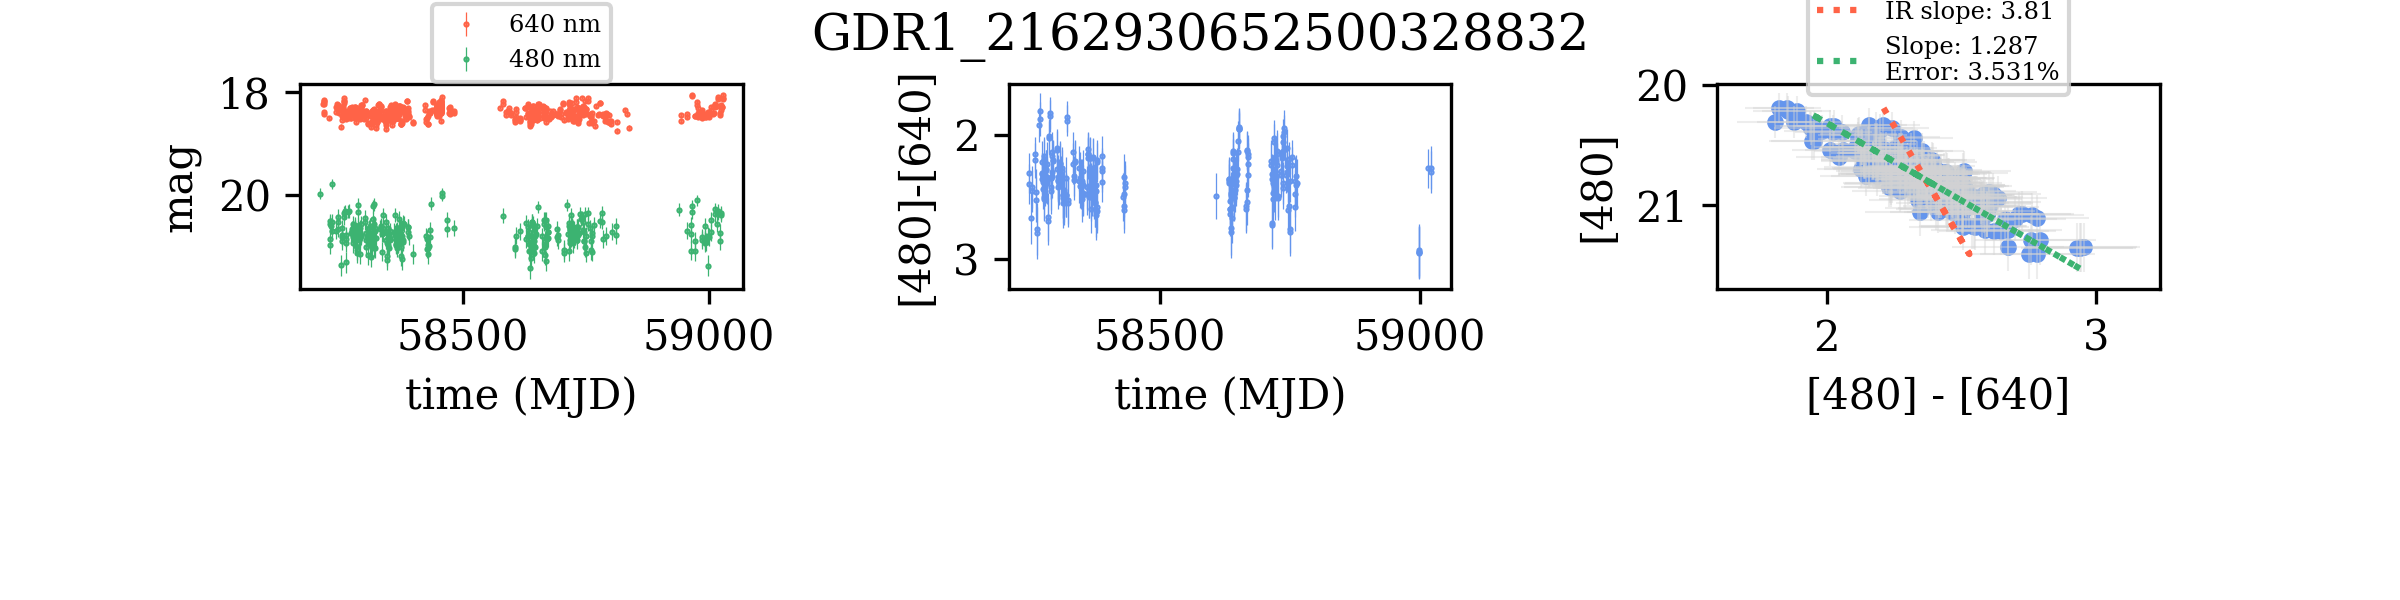 GDR1_2162930652500328832
640 nm
480 nm
18
20
mag
58500 59000
time (MJD)
2
3
[480]-[640]
58500 59000
time (MJD)
IR slope: 3.81
Slope: 1.287
Error: 3.531%
20
21
[480]
2 3
[480] - [640]